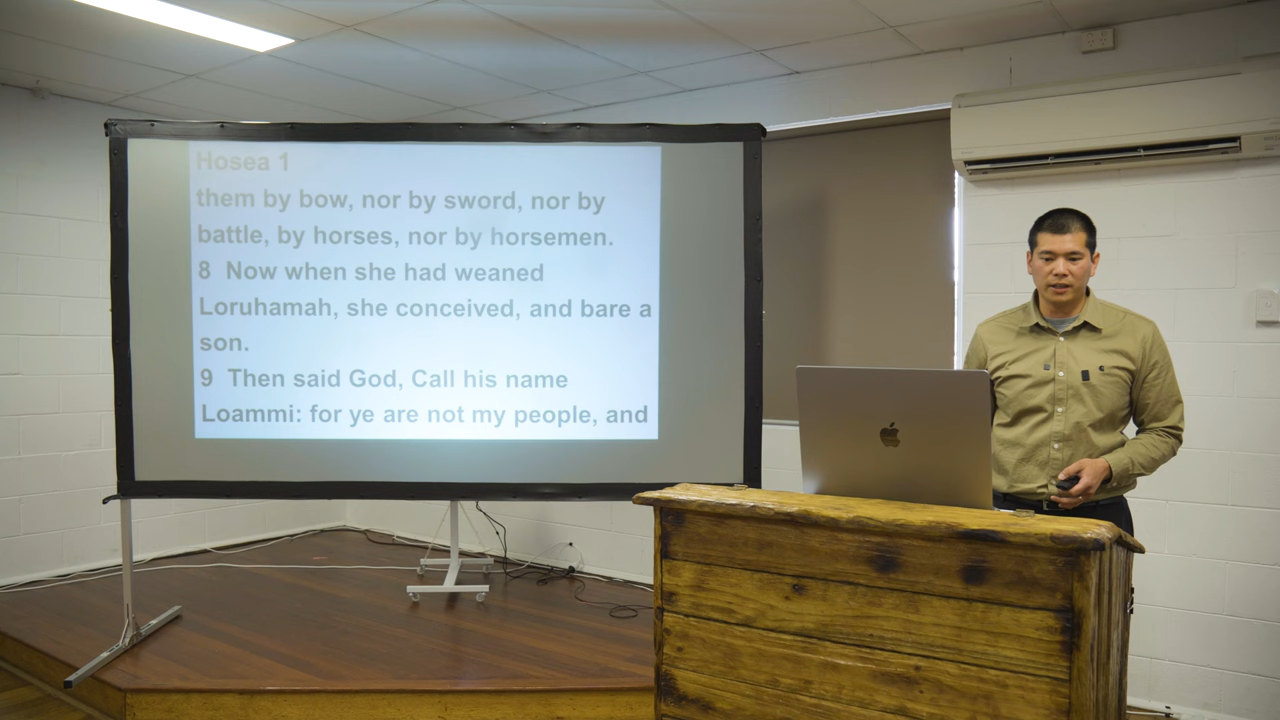 Hosea 1
them by bow, nor by sword, nor by
battle, by horses, nor by horsemen.
8 Now when she had weaned
Loruhamah, she conceived, and bare a
son.
9 Then said God, Call his name
Loammi: for ye are not my people, and